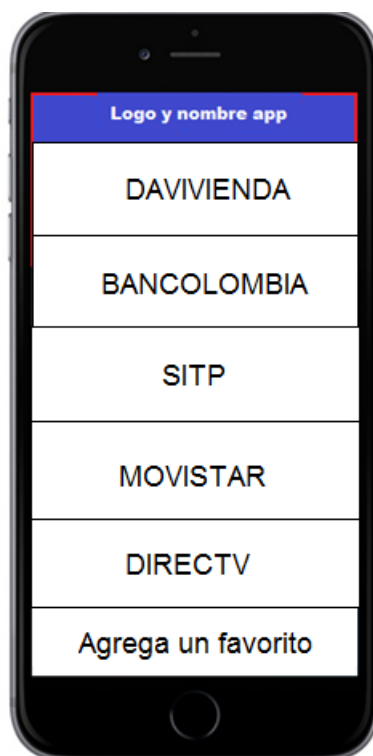 Logo y nombre app
DAVIVIENDA
BANCOLOMBIA
SITP
MOVISTAR
DIRECTV
Agrega un favorito